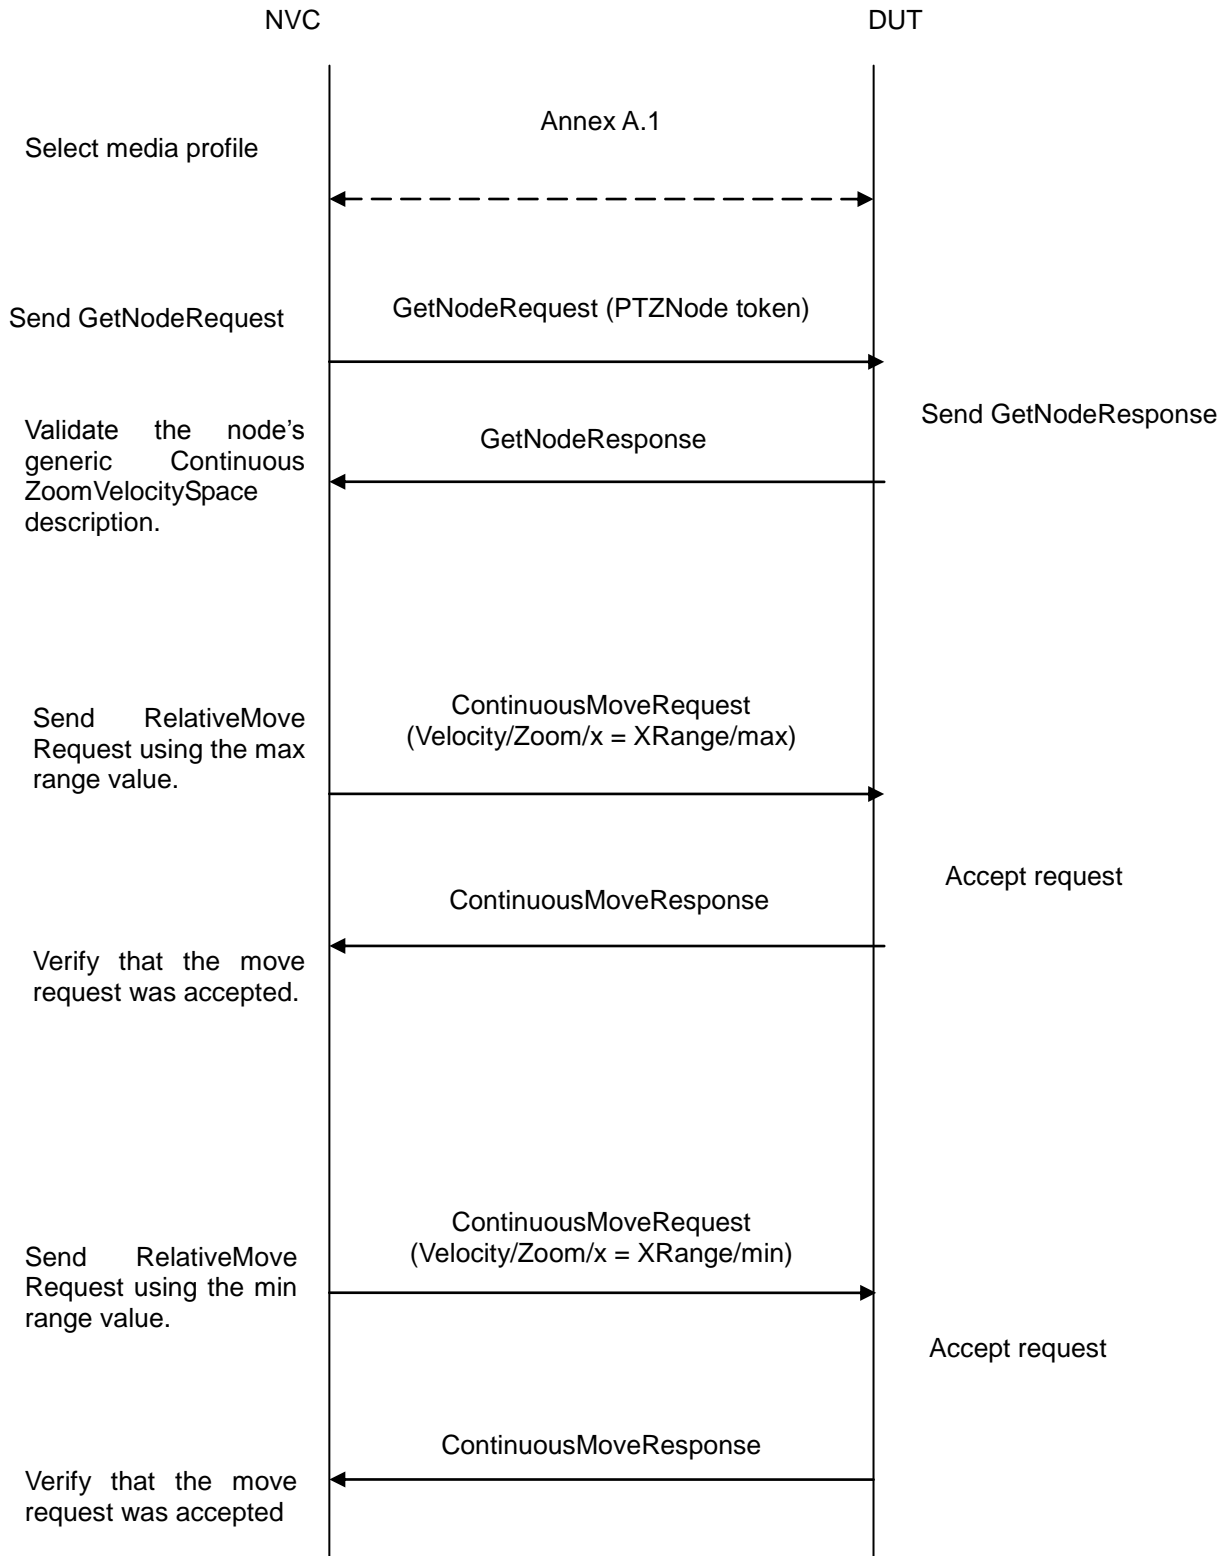 NVC
DUT
Annex A.1
Select media profile
GetNodeRequest (PTZNode token)
Send GetNodeRequest
Send GetNodeResponse
Validate the node's
generic Continuous
ZoomVelocitySpace
description.
GetNodeResponse
ContinuousMoveRequest
(Velocity/Zoom/x = XRange/max)
Send RelativeMove
Request using the max
range value.
Accept request
ContinuousMoveResponse
Verify that the move
request was accepted.
ContinuousMoveRequest
(Velocity/Zoom/x = XRange/min)
Send RelativeMove
Request using the min
range value.
Accept request
ContinuousMoveResponse
Verify that the move
request was accepted